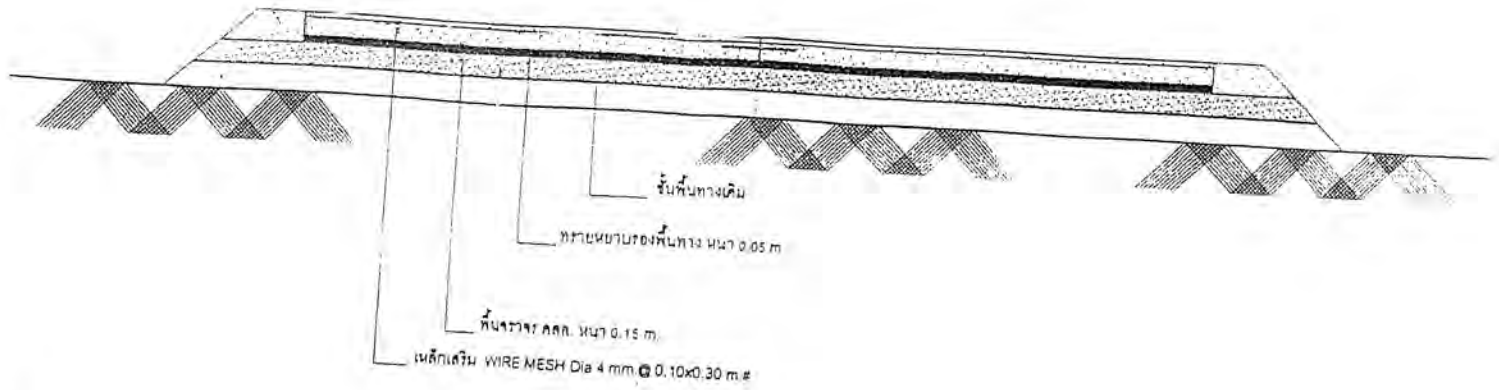 ชั้นพื้นทางเดิม
ทรายหยาบรองพื้นทาง หนา 0.05 m
พื้นจราจร คสล. หนา 0.15 m.
เหล็กเสริม WIRE MESH Dia 4 mm.@ 0.10x0.30 m.#